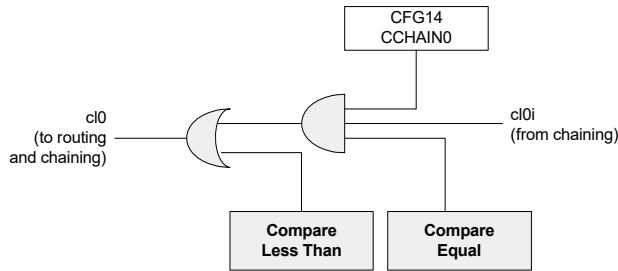 CFG14
CCHAIN0
cl0
(to routing
and chaining)
cl0i
(from chaining)
Compare
Less Than
Compare
Equal